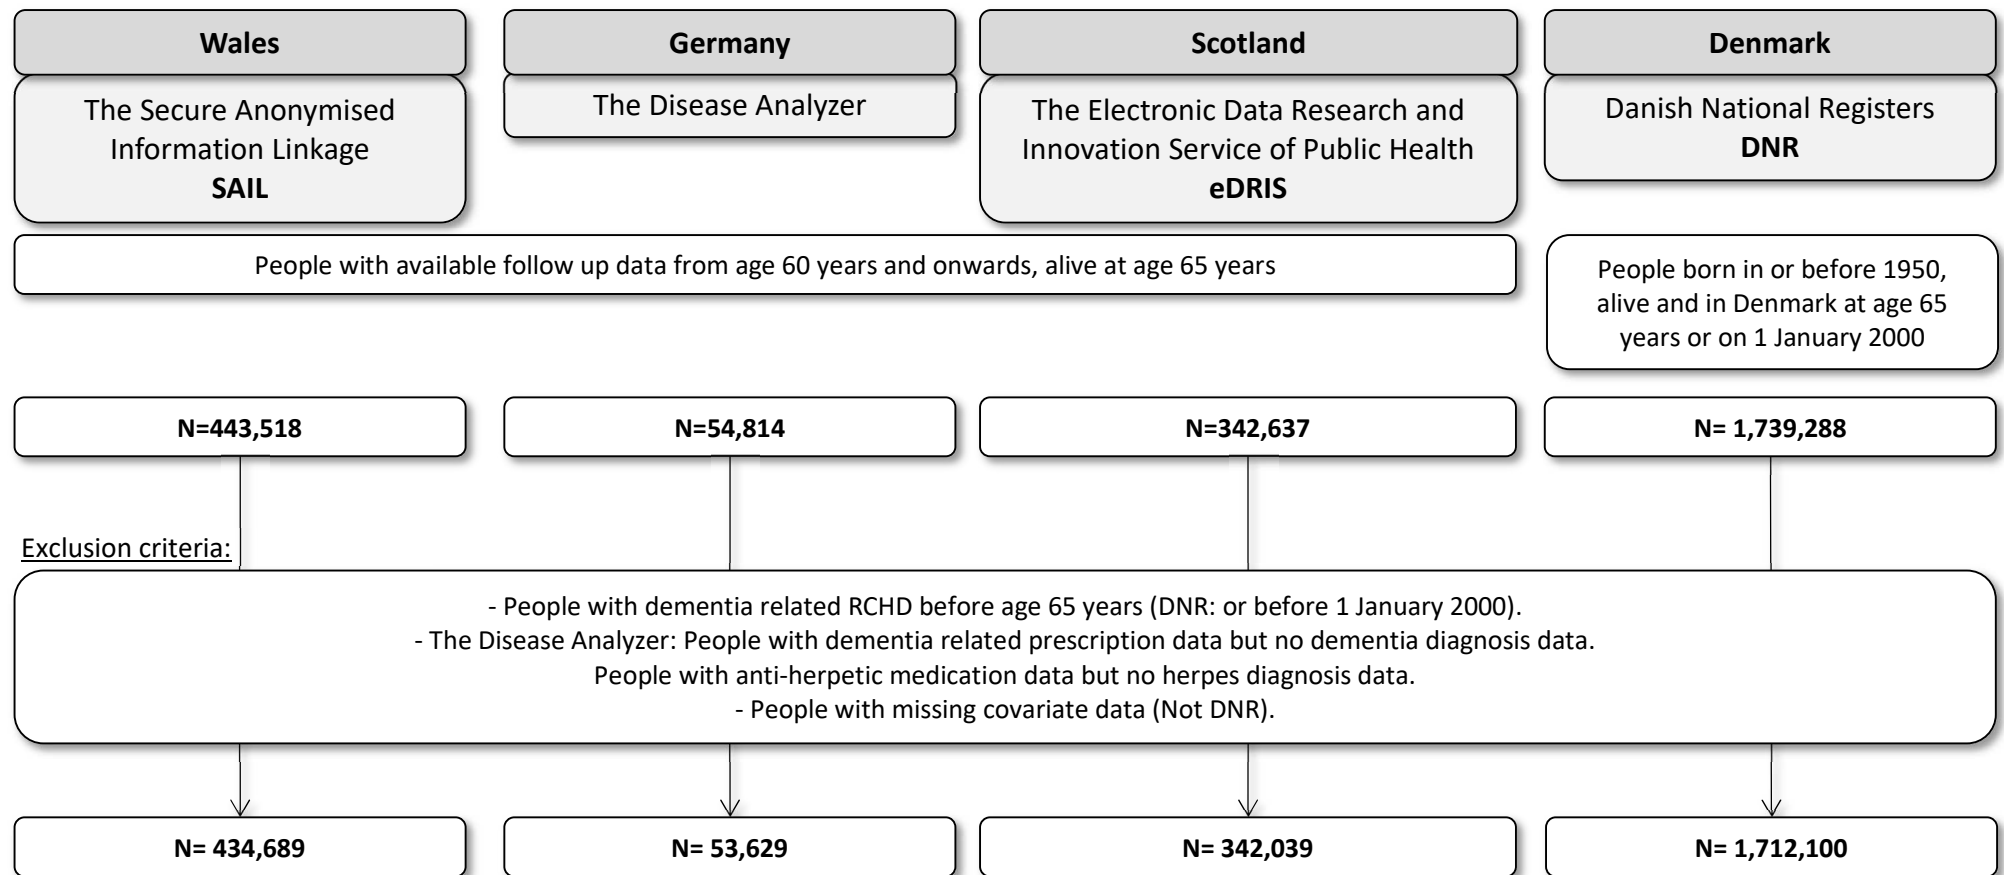 Wales
Germany
Scotland
Denmark
The Secure Anonymised
Information Linkage
SAIL
The Disease Analyzer
The Electronic Data Research and
Innovation Service of Public Health
eDRIS
Danish National Registers
DNR
People with available follow up data from age 60 years and onwards, alive at age 65 years
People born in or before 1950,
alive and in Denmark at age 65
years or on 1 January 2000
N=443,518
N=54,814
N=342,637
N= 1,739,288
Exclusion criteria:
- People with dementia related RCHD before age 65 years (DNR: or before 1 January 2000).
- The Disease Analyzer: People with dementia related prescription data but no dementia diagnosis data.
People with anti-herpetic medication data but no herpes diagnosis data.
- People with missing covariate data (Not DNR).
N= 434,689
N= 53,629
N= 342,039
N= 1,712,100